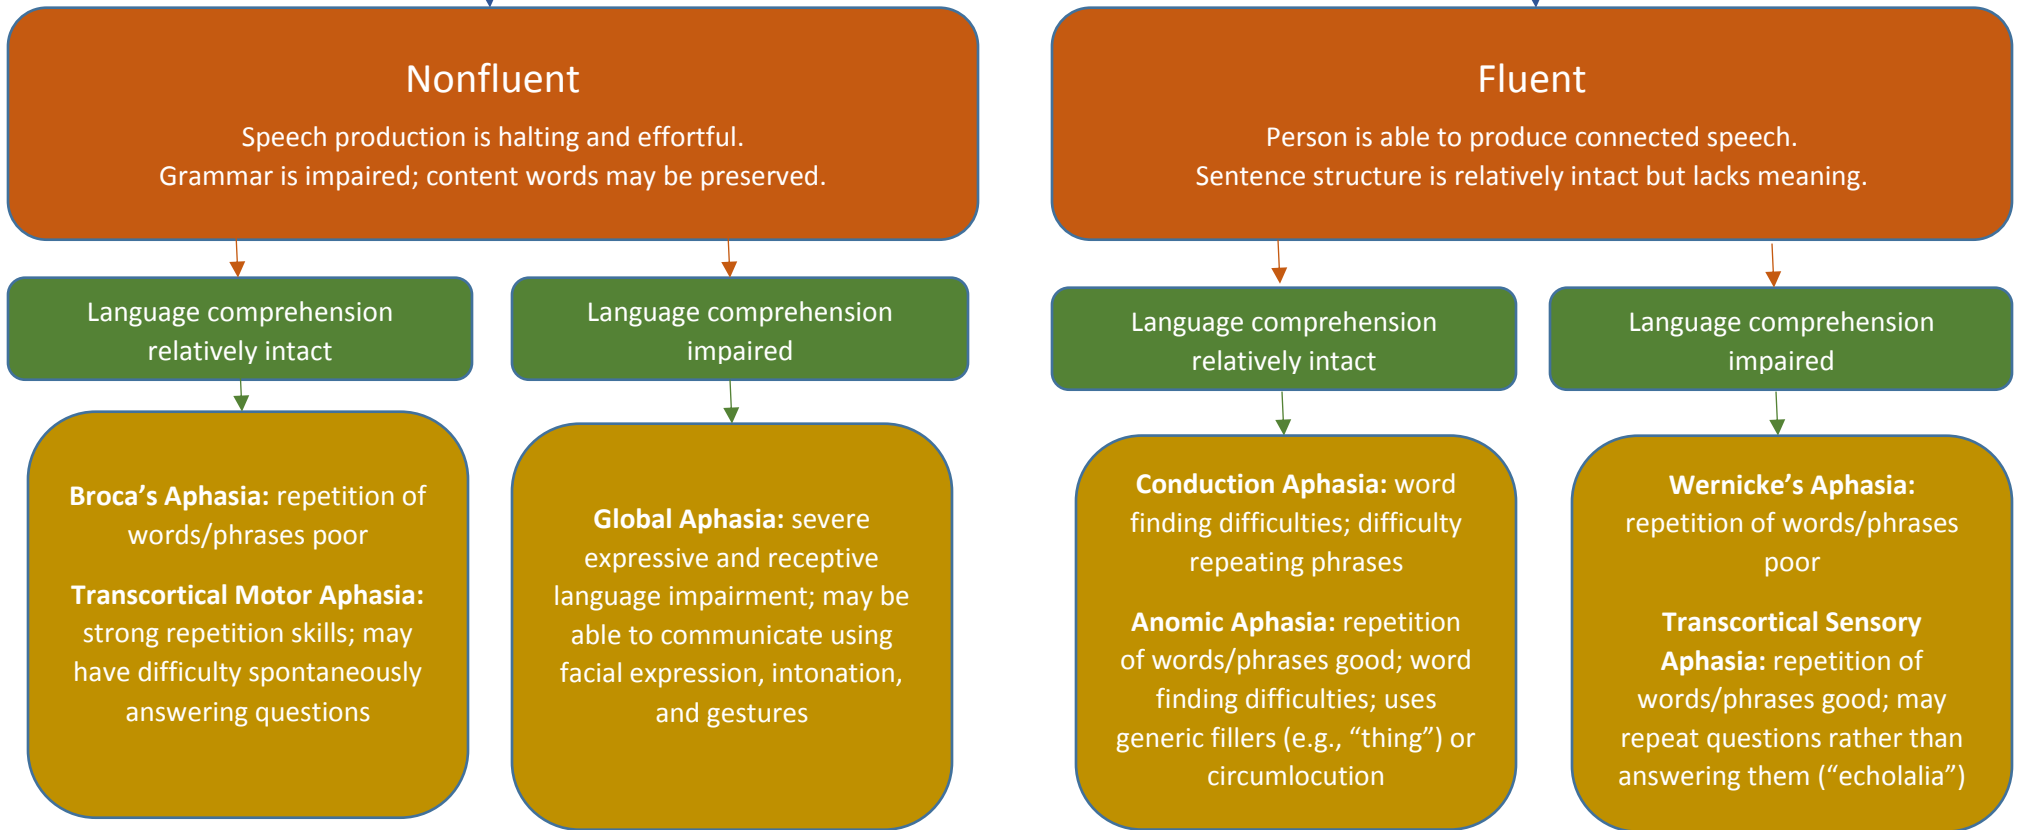 Nonfluent
Speech production is halting and effortful.
Grammar is impaired; content words may be preserved.
Fluent
Person is able to produce connected speech.
Sentence structure is relatively intact but lacks meaning.
Language comprehension
relatively intact
Language comprehension
impaired
Language comprehension
relatively intact
Language comprehension
impaired
Broca’s Aphasia: repetition of
words/phrases poor
Transcortical Motor Aphasia:
strong repetition skills; may
have difficulty spontaneously
answering questions
Global Aphasia: severe
expressive and receptive
language impairment; may be
able to communicate using
facial expression, intonation,
and gestures
Conduction Aphasia: word
finding difficulties; difficulty
repeating phrases
Anomic Aphasia: repetition
of words/phrases good; word
finding difficulties; uses
generic fillers (e.g., “thing”) or
circumlocution
Wernicke’s Aphasia:
repetition of words/phrases
poor
Transcortical Sensory
Aphasia: repetition of
words/phrases good; may
repeat questions rather than
answering them (“echolalia”)